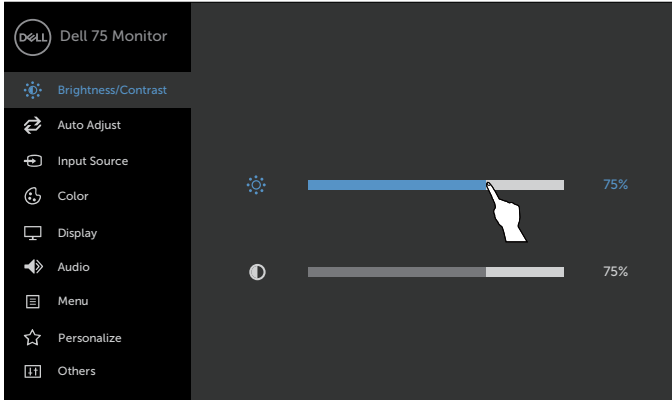 DELL Dell 75 Monitor
Brightness/Contrast
Auto Adjust
Input Source
75%
Color
Display
Audio
75%
Menu
Personalize
Others